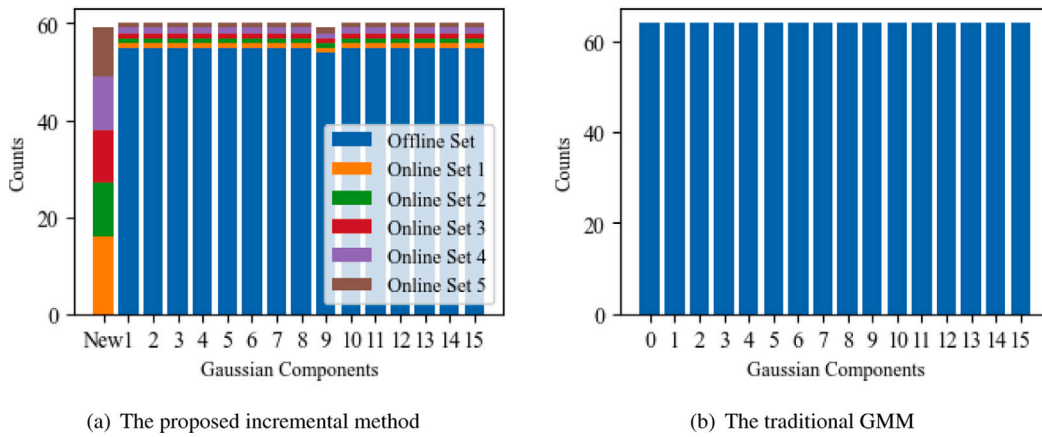 60
40
20
0
Counts
Offline Set
Online Set 1
Online Set 2
Online Set 3
Online Set 4
Online Set 5
New 1 2 3 4 5 6 7 8 9 10 11 12 13 14 15
Gaussian Components
(a) The proposed incremental method
60
40
20
0
Counts
0 1 2 3 4 5 6 7 8 9 10 11 12 13 14 15
Gaussian Components
(b) The traditional GMM